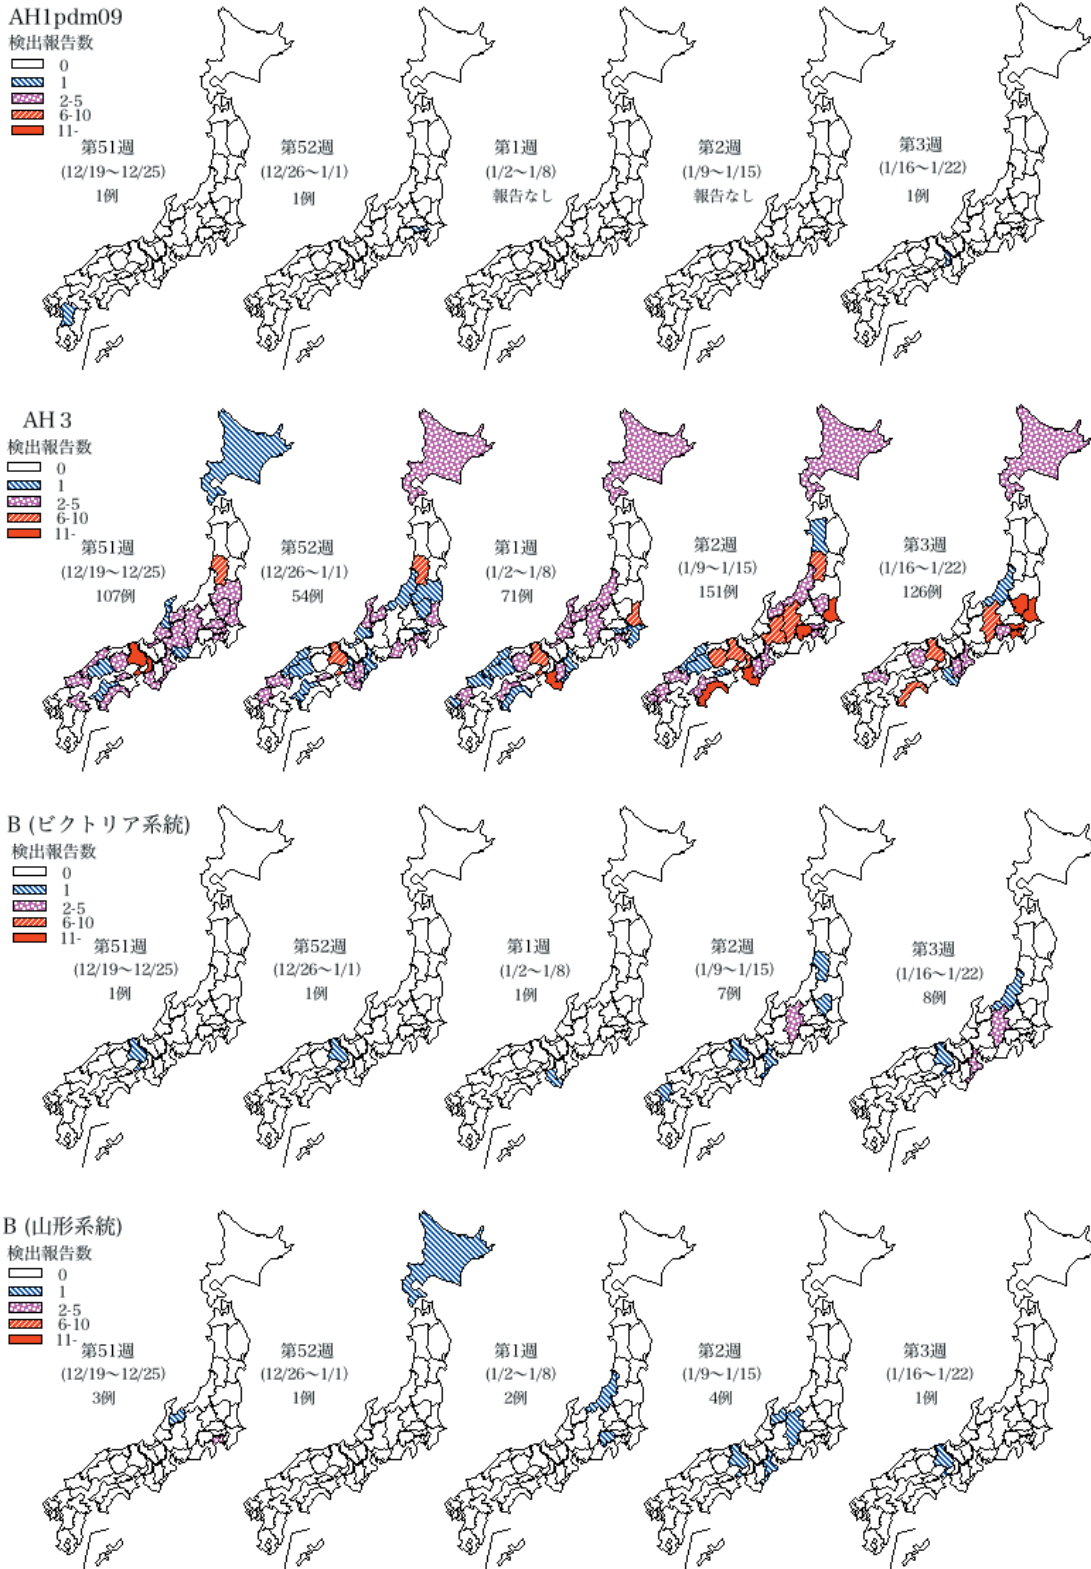 AH1pdm09
検出報告数
0
1
2-5
6-10
11-
第51週
(12/19～12/25)
1例
第52週
(12/26～1/1)
1例
第1週
(1/2～1/8)
報告なし
第2週
(1/9～1/15)
報告なし
第3週
(1/16～1/22)
1例
AH 3
検出報告数
0
1
2-5
6-10
11-
第51週
(12/19～12/25)
107例
第52週
(12/26～1/1)
54例
第1週
(1/2～1/8)
71例
第2週
(1/9～1/15)
151例
第3週
(1/16～1/22)
126例
B (ビクトリア系統)
検出報告数
0
1
2-5
6-10
11-
第51週
(12/19～12/25)
1例
第52週
(12/26～1/1)
1例
第1週
(1/2～1/8)
1例
第2週
(1/9～1/15)
7例
第3週
(1/16～1/22)
8例
B (山形系統)
検出報告数
0
1
2-5
6-10
11-
第51週
(12/19～12/25)
3例
第52週
(12/26～1/1)
1例
第1週
(1/2～1/8)
2例
第2週
(1/9～1/15)
4例
第3週
(1/16～1/22)
1例